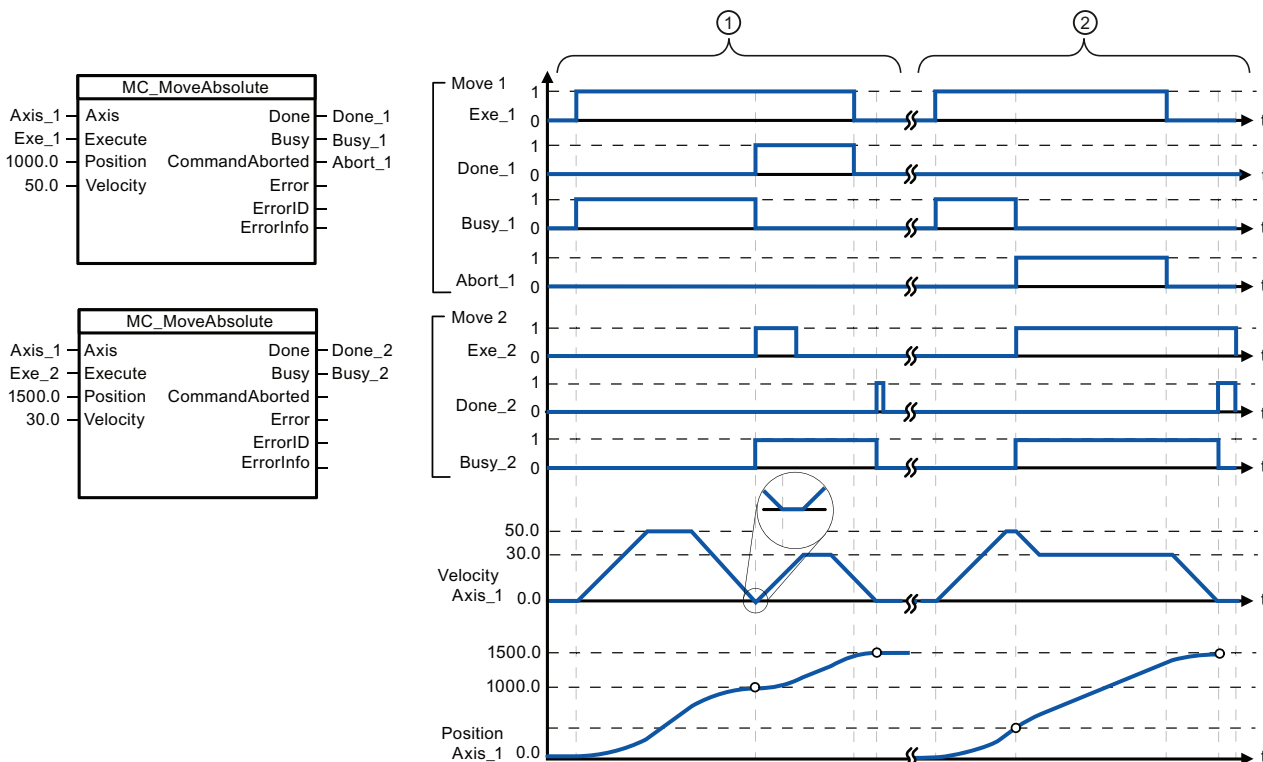 1
2
MC_MoveAbsolute
Axis_1 Axis Done Done_1
Exe_1 Execute Busy Busy_1
1000.0 Position CommandAborted Abort_1
50.0 Velocity Error
ErrorID
ErrorInfo
MC_MoveAbsolute
Axis_1 Axis Done Done_2
Exe_2 Execute Busy Busy_2
1500.0 Position CommandAborted
30.0 Velocity Error
ErrorID
ErrorInfo
Move 1
Exe_1 1 0 t
Done_1 1 0 t
Busy_1 1 0 t
Abort_1 1 0 t
Move 2
Exe_2 1 0 t
Done_2 1 0 t
Busy_2 1 0 t
50.0
30.0
Velocity
Axis_1 0.0 t
1500.0
1000.0
Position
Axis_1 0.0 t